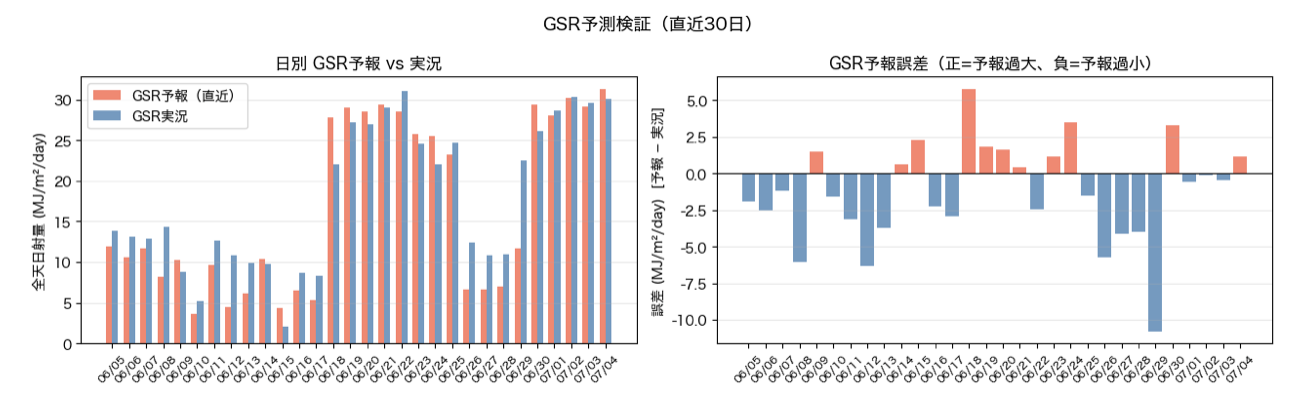 GSR予測検証（直近30日）
日別 GSR予報 vs 実況
GSR予報（直近）
GSR実況
全天日射量 (MJ/m²/day)
30
25
20
15
10
5
0
06/05 06/06 06/07 06/08 06/09 06/10 06/11 06/12 06/13 06/14 06/15 06/16 06/17 06/18 06/19 06/20 06/21 06/22 06/23 06/24 06/25 06/26 06/27 06/28 06/29 06/30 07/01 07/02 07/03 07/04
GSR予報誤差（正=予報過大、負=予報過小）
誤差 (MJ/m²/day) [予報 − 実況]
5.0
2.5
0.0
-2.5
-5.0
-7.5
-10.0
06/05 06/06 06/07 06/08 06/09 06/10 06/11 06/12 06/13 06/14 06/15 06/16 06/17 06/18 06/19 06/20 06/21 06/22 06/23 06/24 06/25 06/26 06/27 06/28 06/29 06/30 07/01 07/02 07/03 07/04